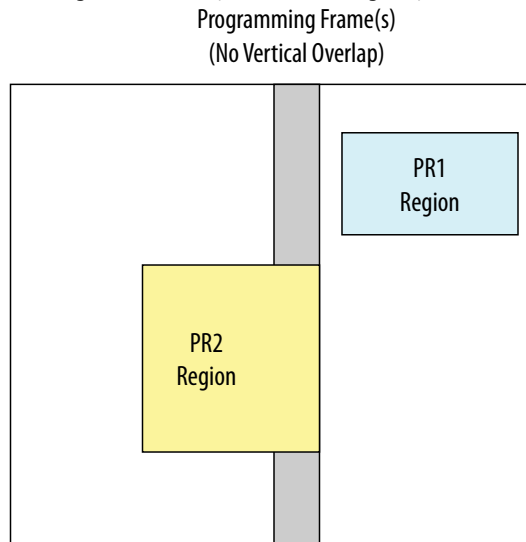 Programming Frame(s)
(No Vertical Overlap)
PR1
Region
PR2
Region